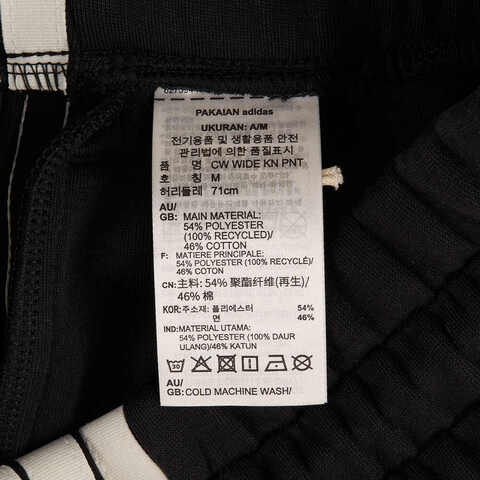 PAKAIAN adidas
UKURAN: A/M
전기용품 및 생활용품 안전
관리법에 의한 품질표시
품 명 CW WIDE KN PNT
호 칭 M
허리둘레 71cm
AU/
GB: MAIN MATERIAL:
54% POLYESTER
(100% RECYCLED)/
46% COTTON
F: MATIERE PRINCIPALE:
54% POLYESTER (100% RECYCLÉ)/
46% COTON
CN: 主料: 54% 聚酯纤维(再生)/
46% 棉
KOR: 주소재: 폴리에스터 54%
면 46%
IND: MATERIAL UTAMA:
54% POLYESTER (100% DAUR
ULANG)/46% KATUN
30
AU/
GB: COLD MACHINE WASH/